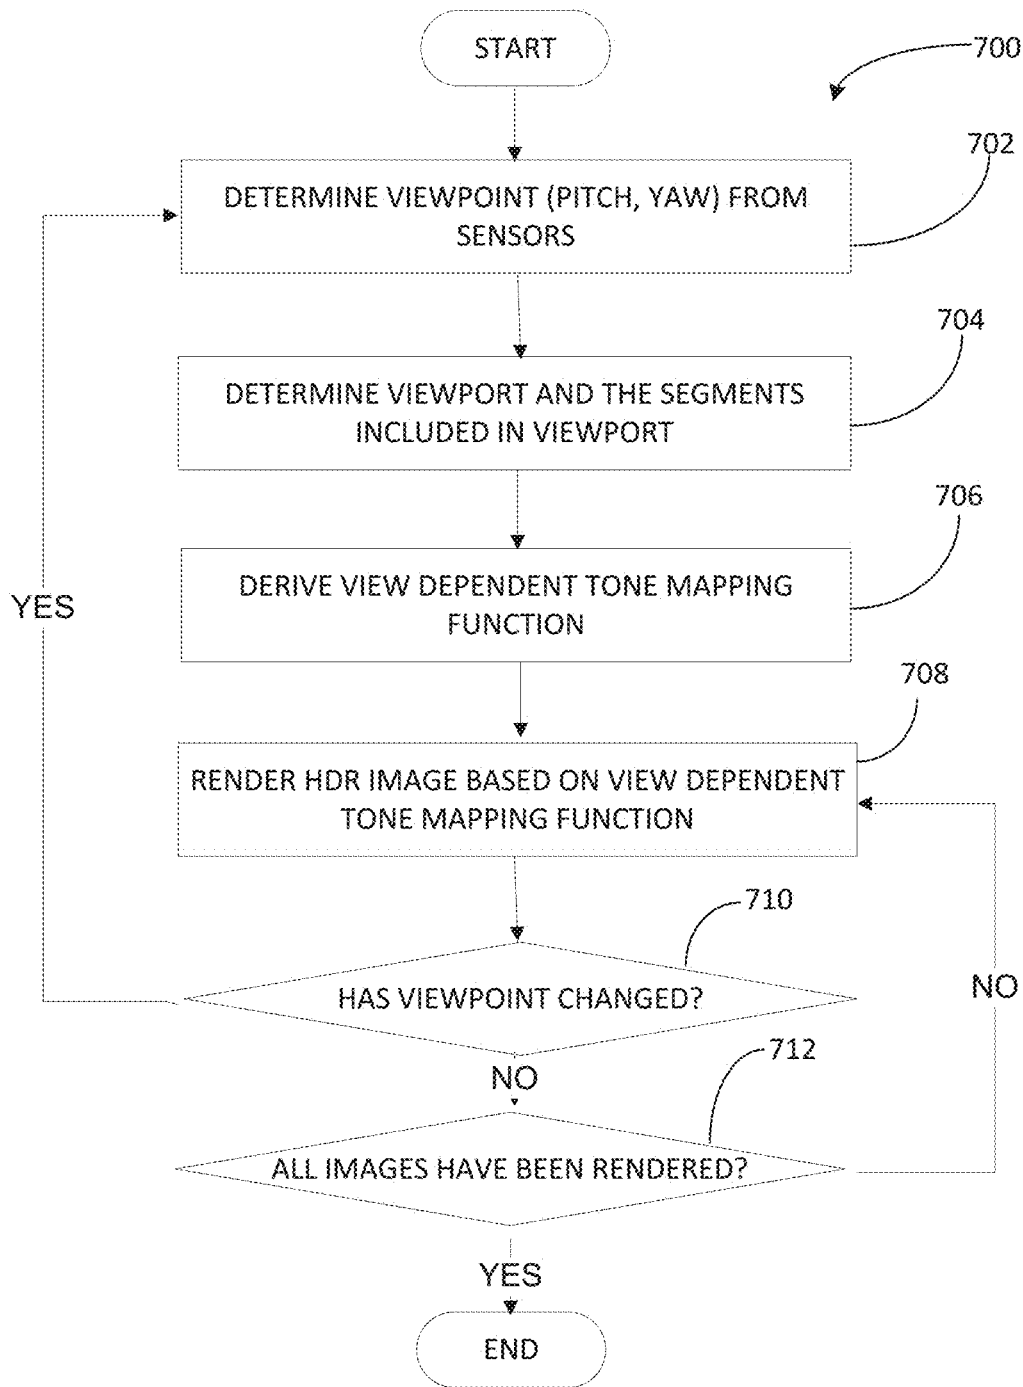 START
700
702
DETERMINE VIEWPOINT (PITCH, YAW) FROM
SENSORS
704
DETERMINE VIEWPORT AND THE SEGMENTS
INCLUDED IN VIEWPORT
706
DERIVE VIEW DEPENDENT TONE MAPPING
FUNCTION
YES
708
RENDER HDR IMAGE BASED ON VIEW DEPENDENT
TONE MAPPING FUNCTION
710
HAS VIEWPOINT CHANGED?
NO
NO
712
ALL IMAGES HAVE BEEN RENDERED?
YES
END